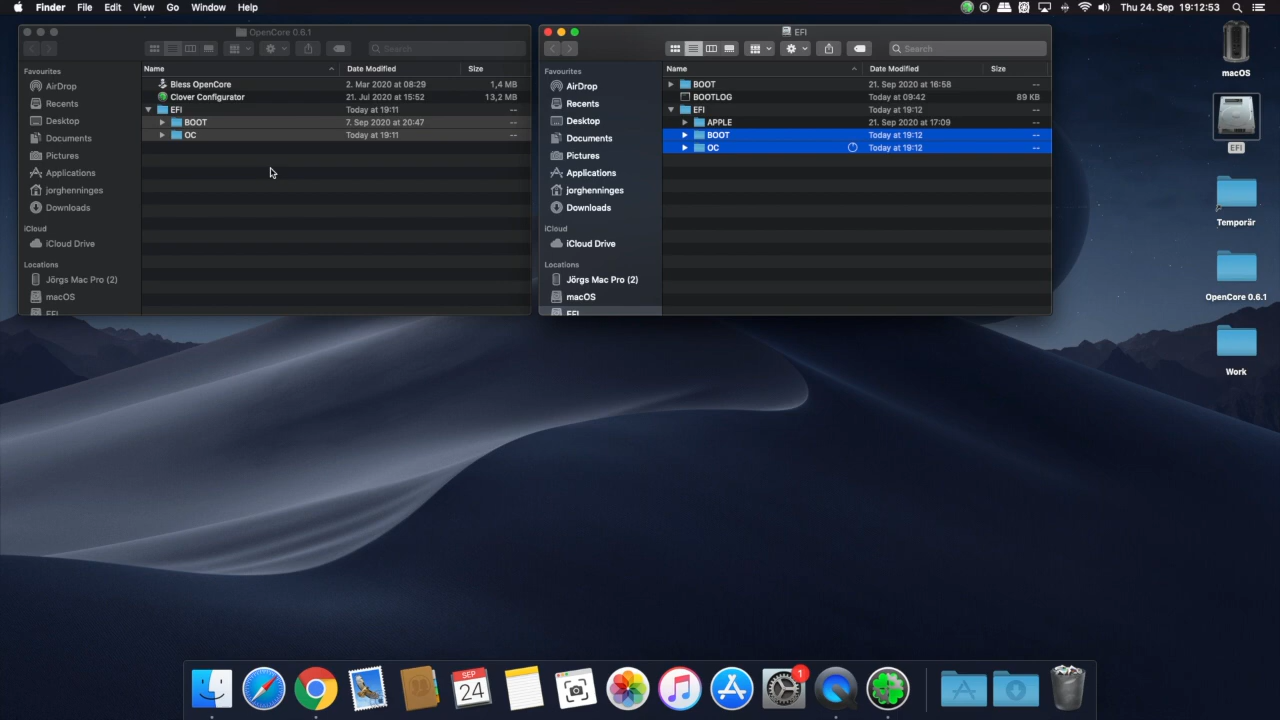 Finder File Edit View Go Window Help Thu 24. Sep 19:12:53
OpenCore 0.6.1
Search
Favourites
AirDrop
Recents
Desktop
Documents
Pictures
Applications
jorghenninges
Downloads
iCloud
iCloud Drive
Locations
Jörgs Mac Pro (2)
macOS
EFI
Name Date Modified Size
Bless OpenCore 2. Mar 2020 at 08:29 1,4 MB
Clover Configurator 21. Jul 2020 at 15:52 13,2 MB
EFI Today at 19:11 --
BOOT 7. Sep 2020 at 20:47 --
OC Today at 19:11 --
EFI
Search
Favourites
AirDrop
Recents
Desktop
Documents
Pictures
Applications
jorghenninges
Downloads
iCloud
iCloud Drive
Locations
Jörgs Mac Pro (2)
macOS
EFI
Name Date Modified Size
BOOT 21. Sep 2020 at 16:58 --
BOOTLOG Today at 09:42 89 KB
EFI Today at 19:12 --
APPLE 21. Sep 2020 at 17:09 --
BOOT Today at 19:12 --
OC Today at 19:12 --
macOS
EFI
Temporär
OpenCore 0.6.1
Work
SEP
24
1